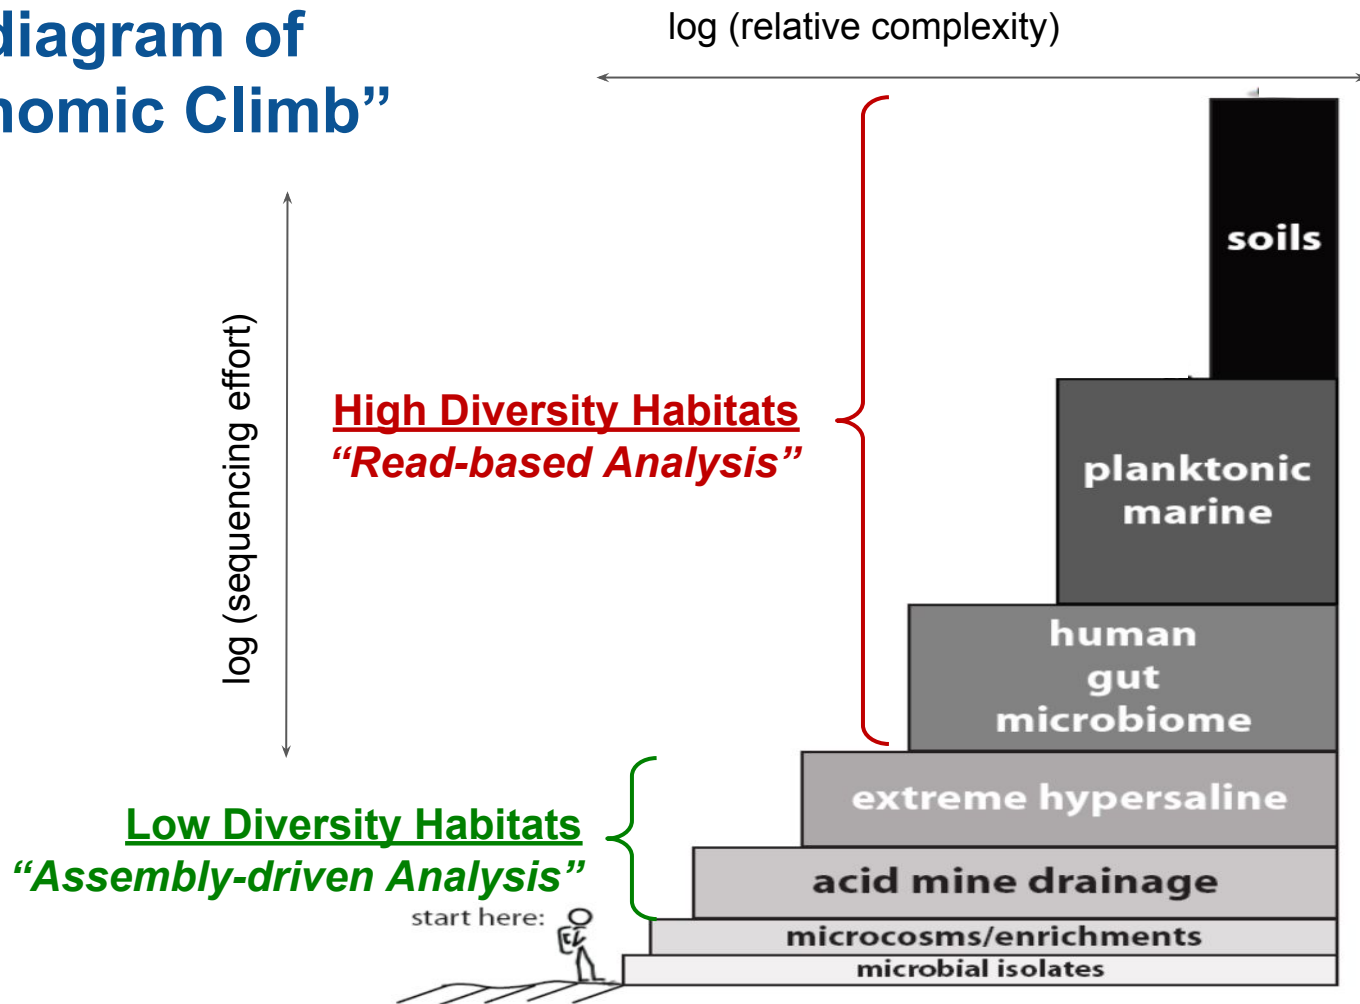 diagram of
nomic Climb”
log (relative complexity)
log (sequencing effort)
soils
High Diversity Habitats
“Read-based Analysis”
planktonic
marine
human
gut
microbiome
extreme hypersaline
Low Diversity Habitats
“Assembly-driven Analysis”
acid mine drainage
start here:
microcosms/enrichments
microbial isolates